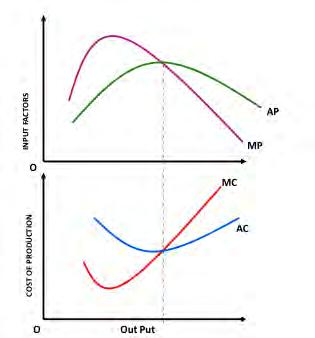 INPUT FACTORS
AP
MP
O
MC
AC
COST OF PRODUCTION
O
Out Put